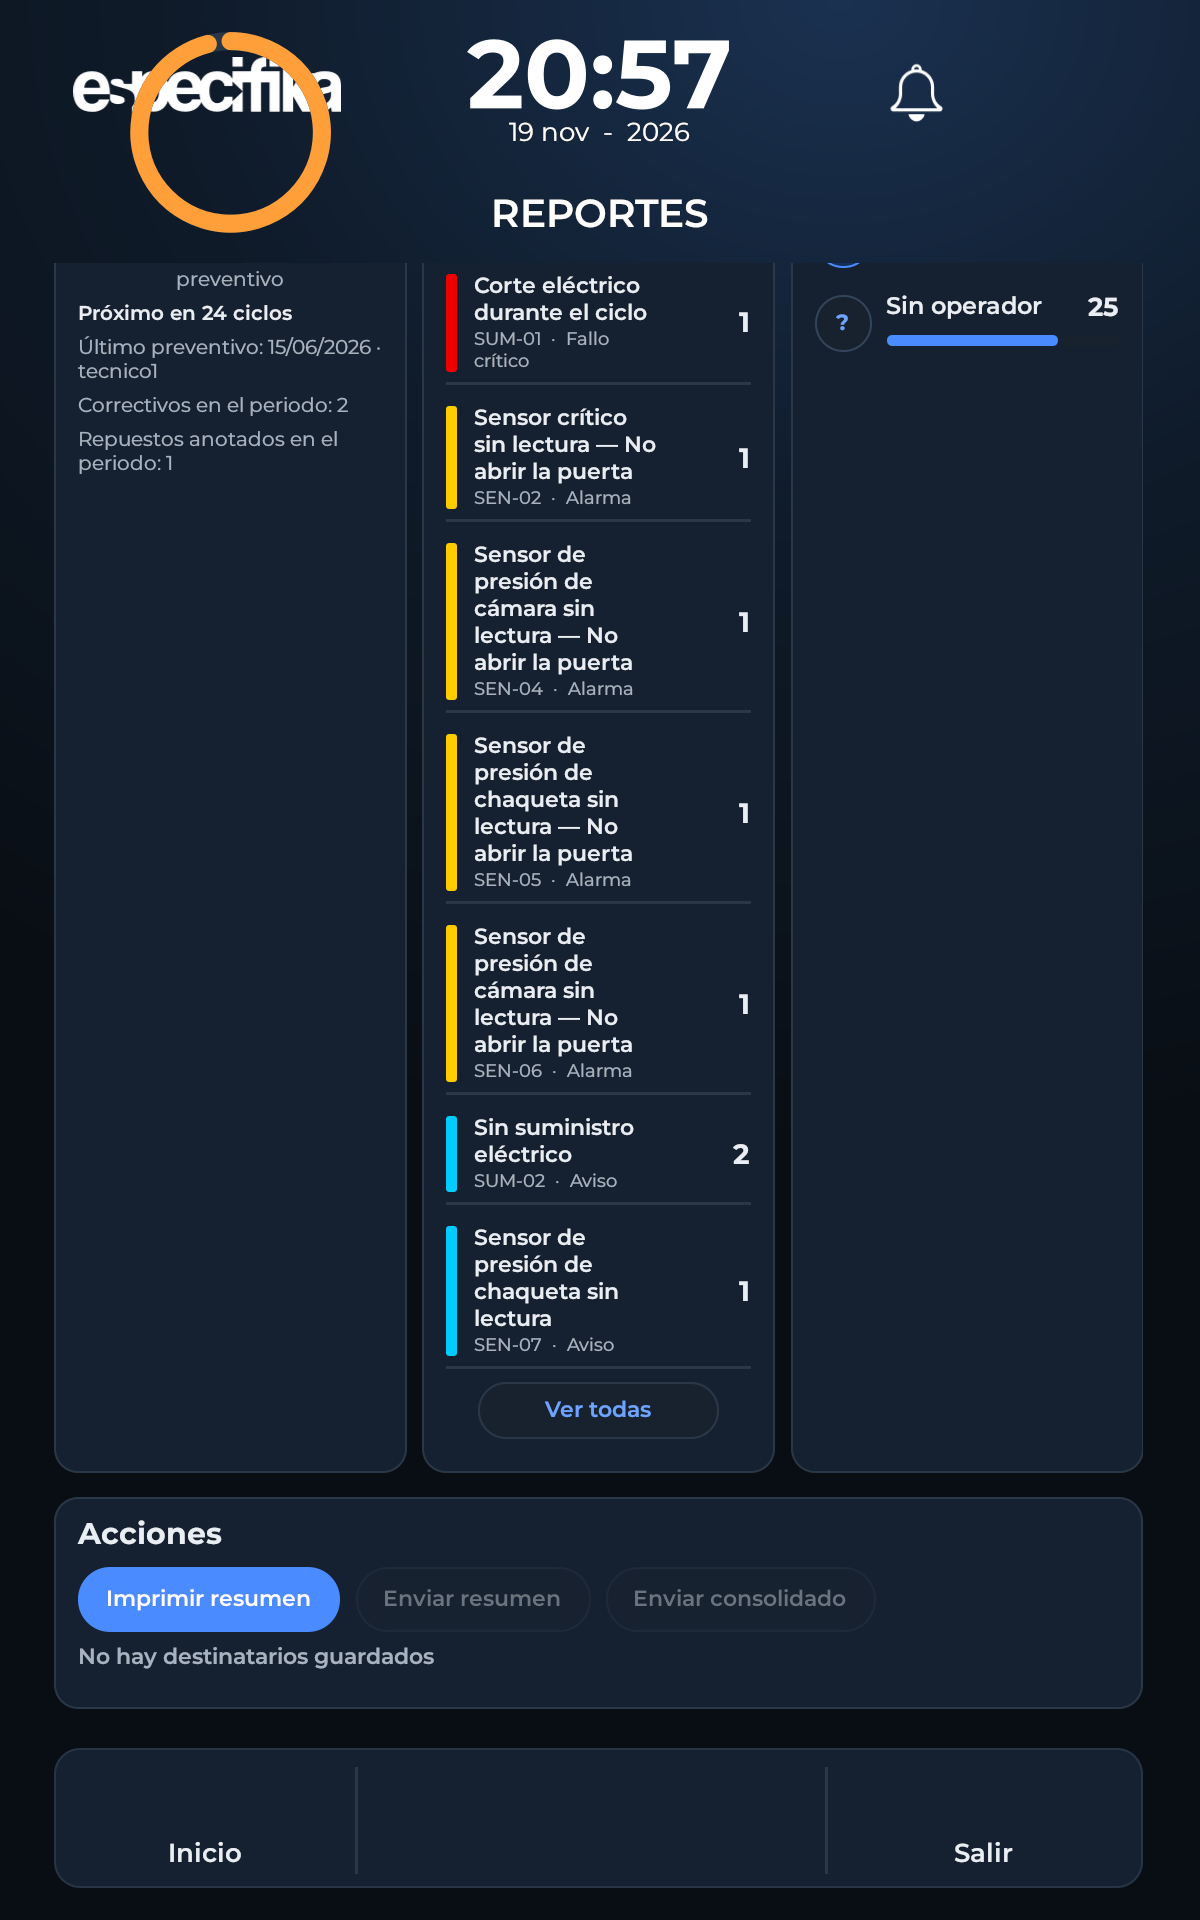 especifika
20:57
19 nov - 2026
REPORTES
preventivo
Próximo en 24 ciclos
Último preventivo: 15/06/2026 ·
tecnico1
Correctivos en el periodo: 2
Repuestos anotados en el
periodo: 1
Corte eléctrico
durante el ciclo
SUM-01 · Fallo
crítico
1
Sensor crítico
sin lectura — No
abrir la puerta
SEN-02 · Alarma
1
Sensor de
presión de
cámara sin
lectura — No
abrir la puerta
SEN-04 · Alarma
1
Sensor de
presión de
chaqueta sin
lectura — No
abrir la puerta
SEN-05 · Alarma
1
Sensor de
presión de
cámara sin
lectura — No
abrir la puerta
SEN-06 · Alarma
1
Sin suministro
eléctrico
SUM-02 · Aviso
2
Sensor de
presión de
chaqueta sin
lectura
SEN-07 · Aviso
1
Ver todas
?
Sin operador
25
Acciones
Imprimir resumen
Enviar resumen
Enviar consolidado
No hay destinatarios guardados
Inicio
Salir